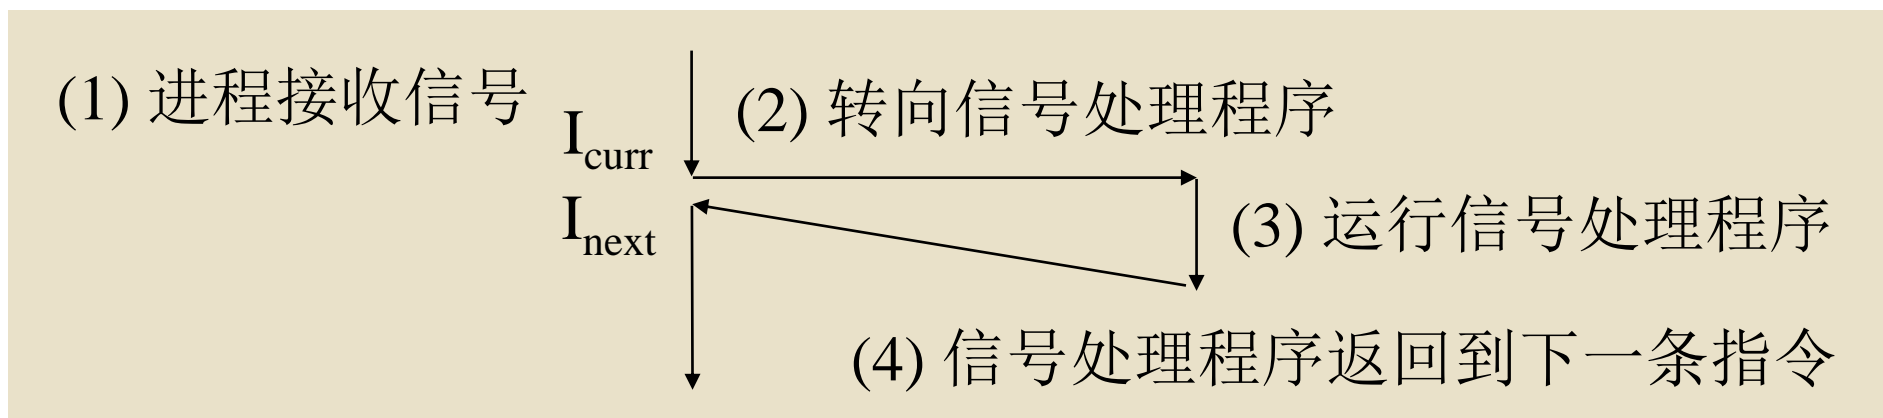 (1) 进程接收信号
I_curr
(2) 转向信号处理程序
I_next
(3) 运行信号处理程序
(4) 信号处理程序返回到下一条指令